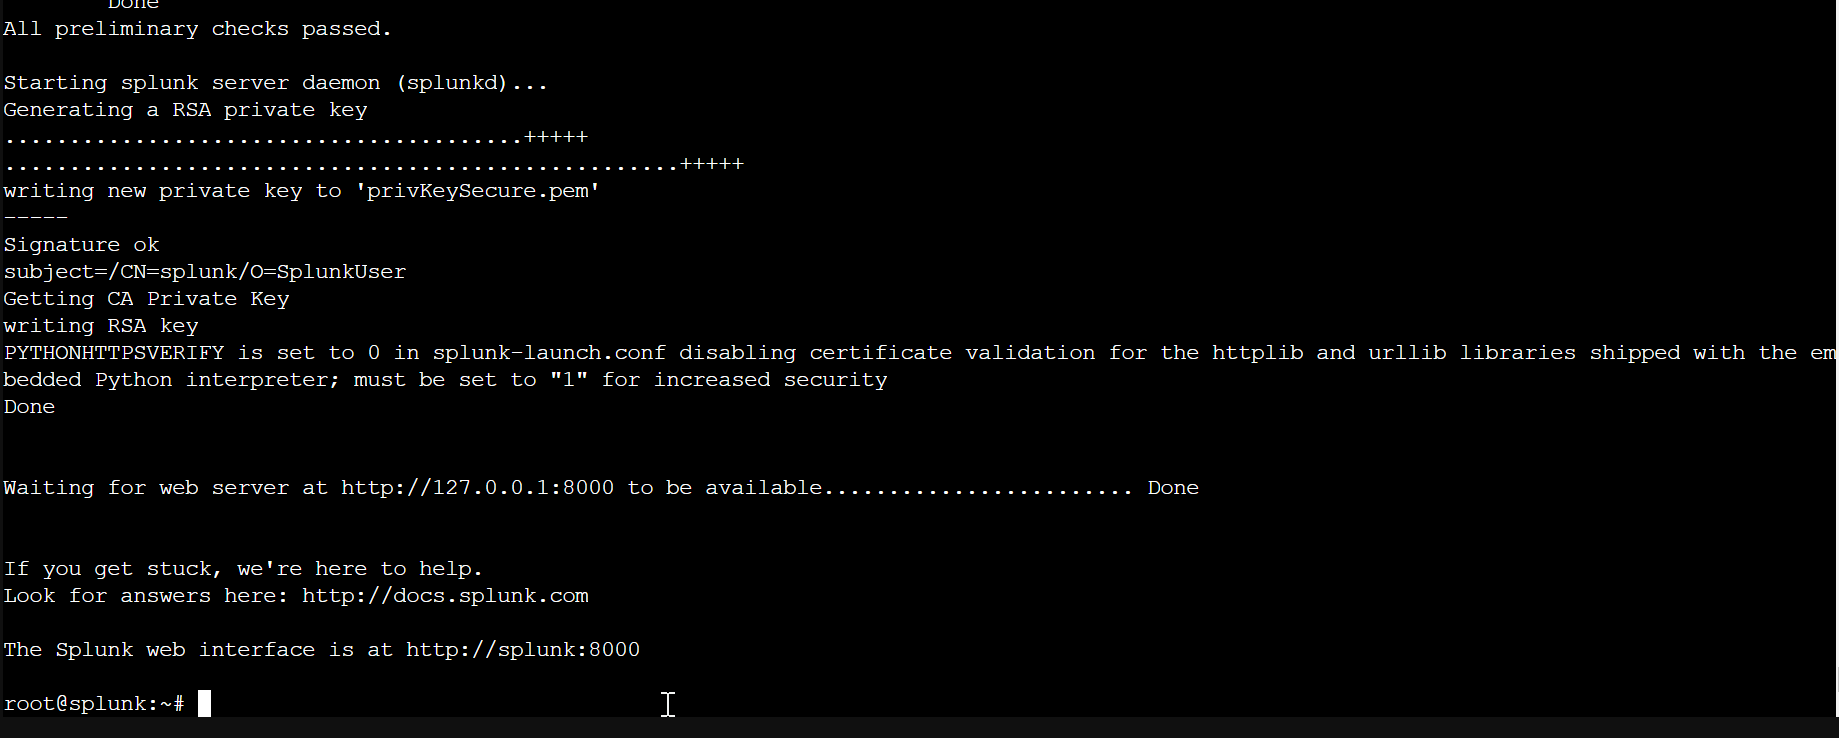 Done
All preliminary checks passed.
Starting splunk server daemon (splunkd)...
Generating a RSA private key
........................................+++++
....................................................+++++
writing new private key to 'privKeySecure.pem'
-----
Signature ok
subject=/CN=splunk/O=SplunkUser
Getting CA Private Key
writing RSA key
PYTHONHTTPSVERIFY is set to 0 in splunk-launch.conf disabling certificate validation for the httplib and urllib libraries shipped with the em
bedded Python interpreter; must be set to "1" for increased security
Done
Waiting for web server at http://127.0.0.1:8000 to be available........................ Done
If you get stuck, we're here to help.
Look for answers here: http://docs.splunk.com
The Splunk web interface is at http://splunk:8000
root@splunk:~#